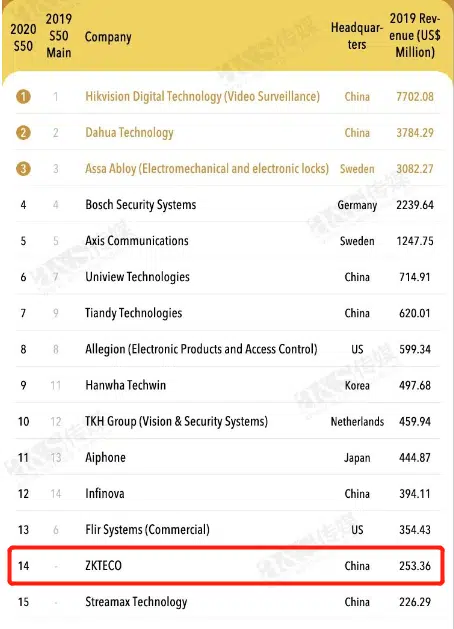 2020 S50 2019 S50 Main Company Headquar-ters 2019 Rev-enue (US$ Million)
1 1 Hikvision Digital Technology (Video Surveillance) China 7702.08
2 2 Dahua Technology China 3784.29
3 3 Assa Abloy (Electromechanical and electronic locks) Sweden 3082.27
4 4 Bosch Security Systems Germany 2239.64
5 5 Axis Communications Sweden 1247.75
6 7 Uniview Technologies China 714.91
7 9 Tiandy Technologies China 620.01
8 8 Allegion (Electronic Products and Access Control) US 599.34
9 11 Hanwha Techwin Korea 497.68
10 12 TKH Group (Vision & Security Systems) Netherlands 459.94
11 13 Aiphone Japan 444.87
12 14 Infinova China 394.11
13 6 Flir Systems (Commercial) US 354.43
14 - ZKTECO China 253.36
15 - Streamax Technology China 226.29